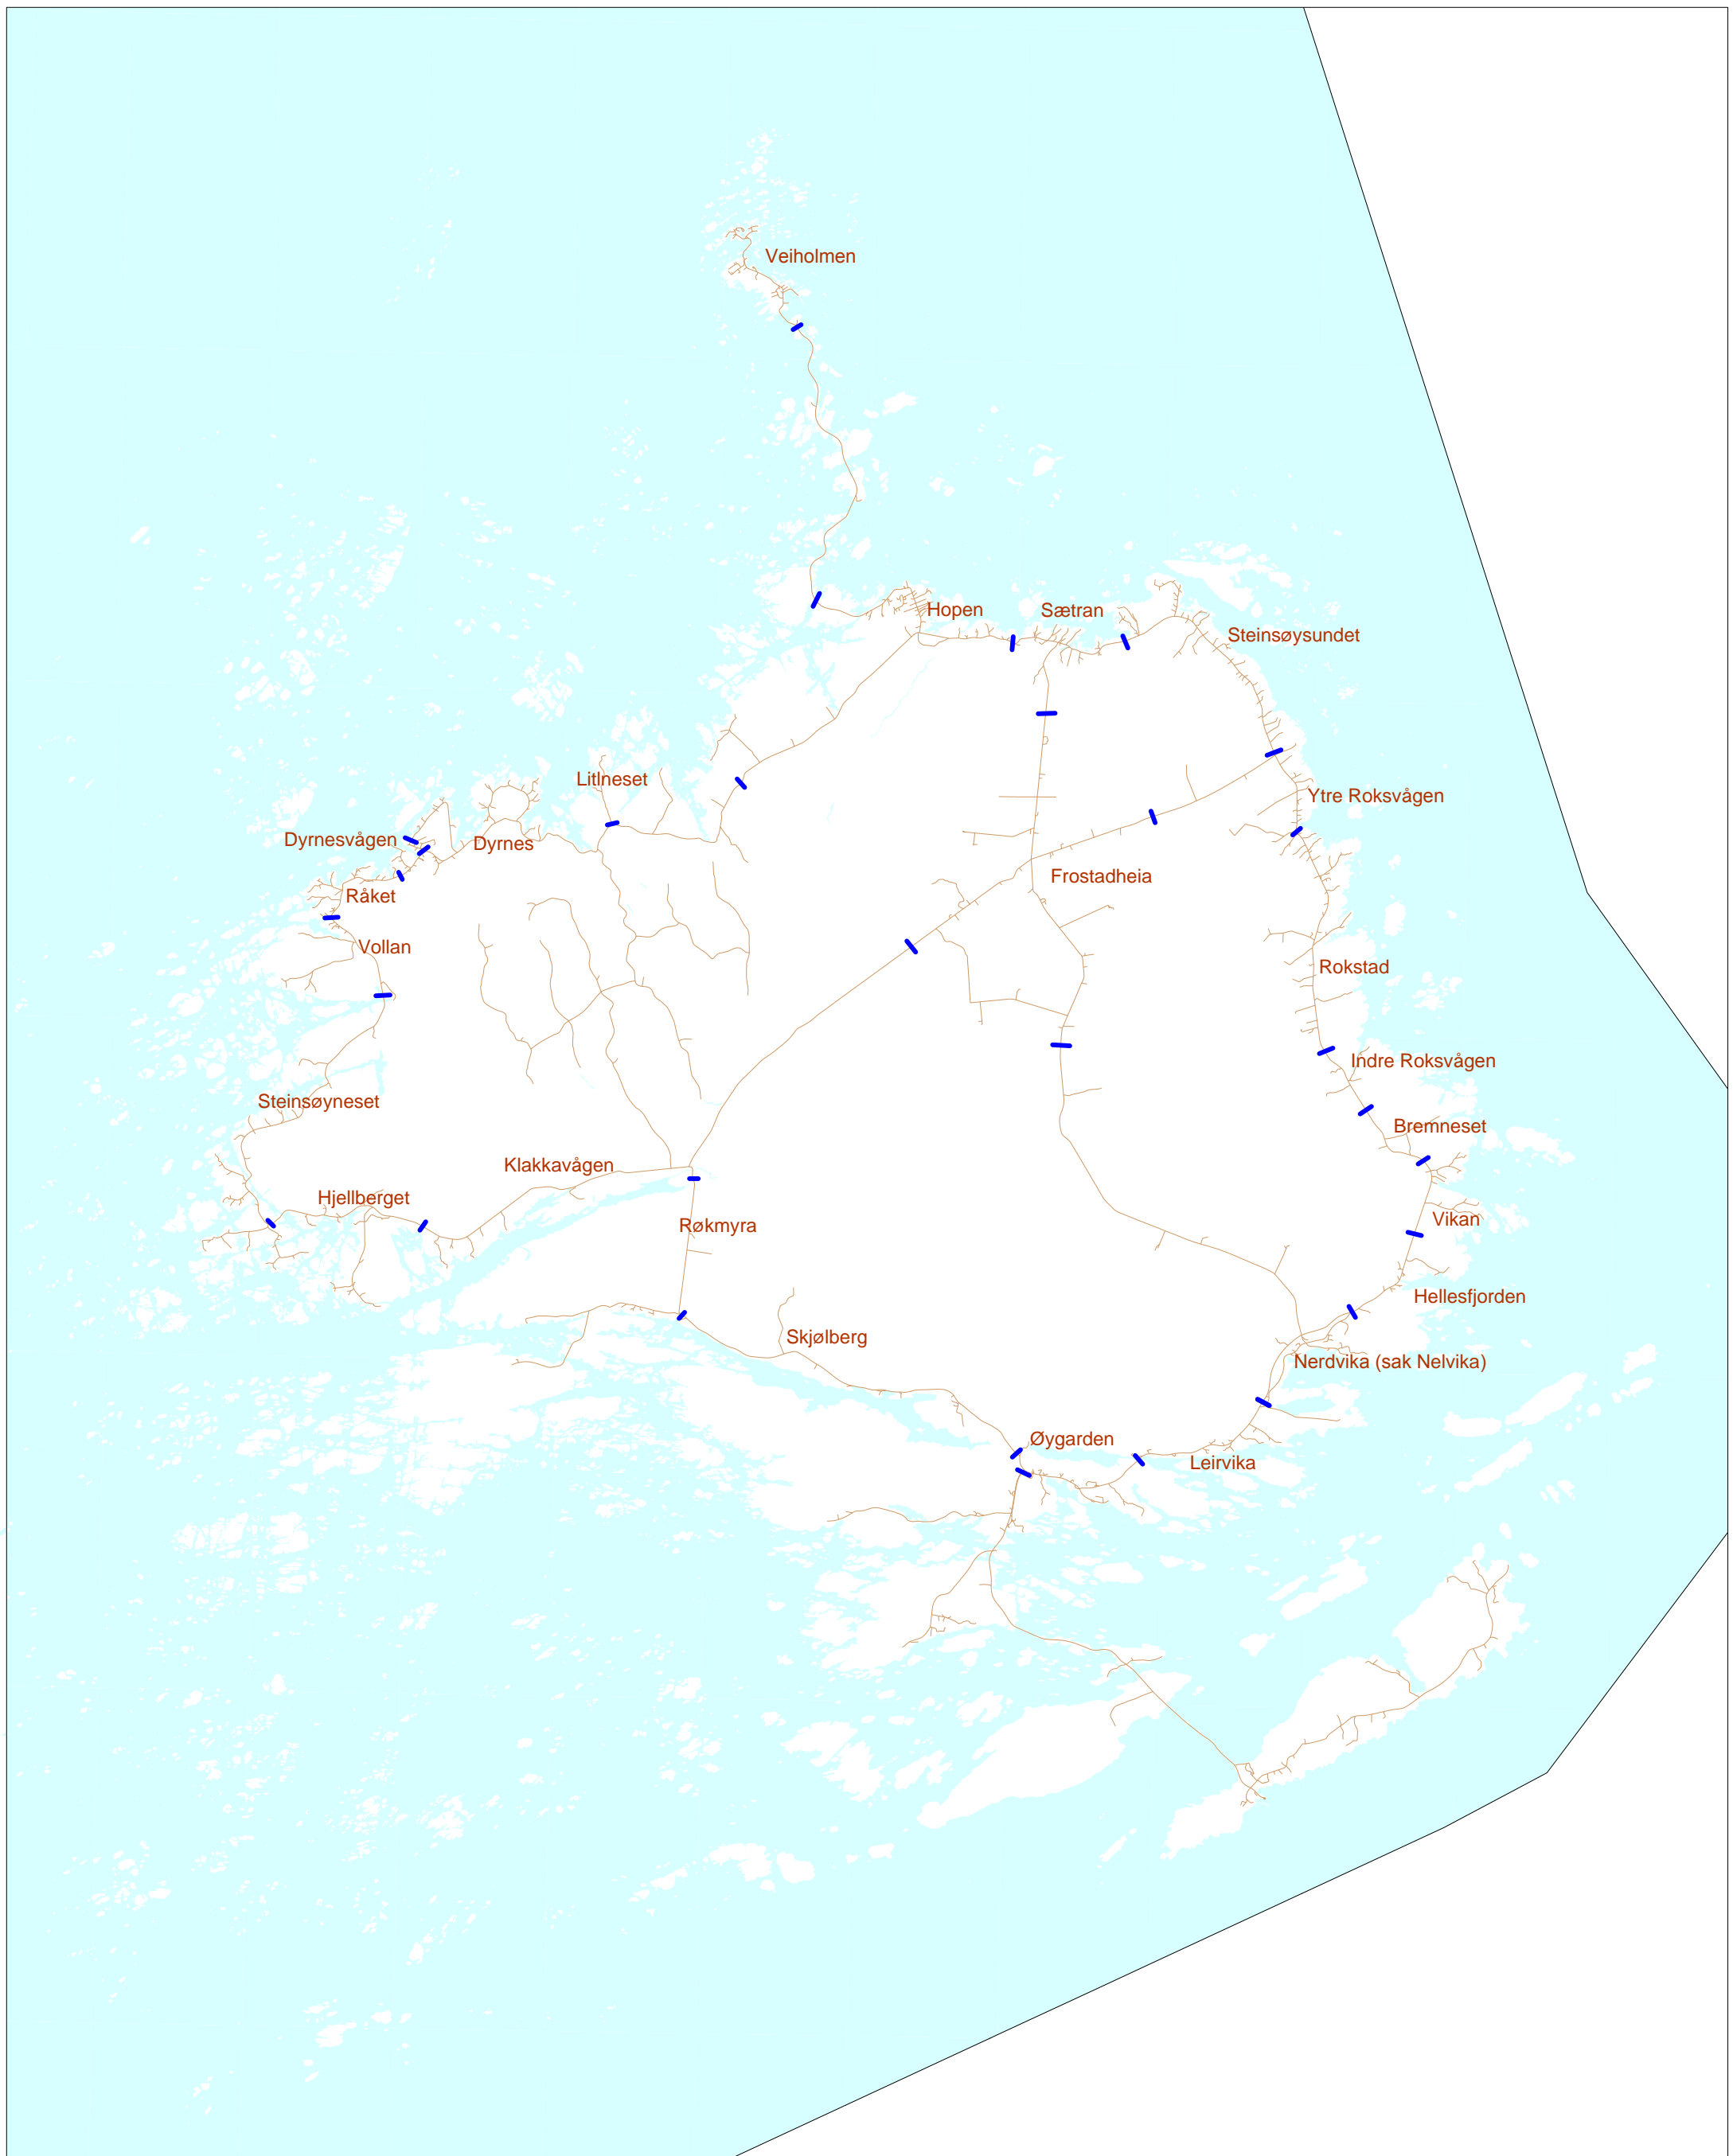 Veiholmen
Hopen
Sætran
Steinsøysundet
Litlneset
Ytre Roksvågen
Dyrnesvågen
Dyrnes
Frostadheia
Råket
Vollan
Rokstad
Indre Roksvågen
Steinsøyneset
Bremneset
Klakkavågen
Hjellberget
Vikan
Røkmyra
Hellesfjorden
Skjølberg
Nerdvika (sak Nelvika)
Øygarden
Leirvika